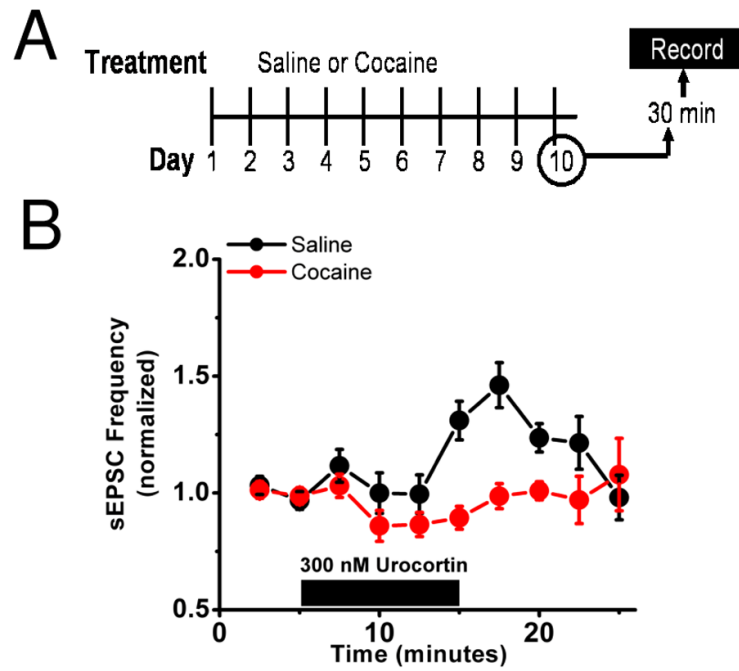 A
Record
Treatment Saline or Cocaine
30 min
Day 1 2 3 4 5 6 7 8 9 10
B
Saline
Cocaine
2.0
1.5
1.0
0.5
sEPSC Frequency
(normalized)
300 nM Urocortin
0 10 20
Time (minutes)